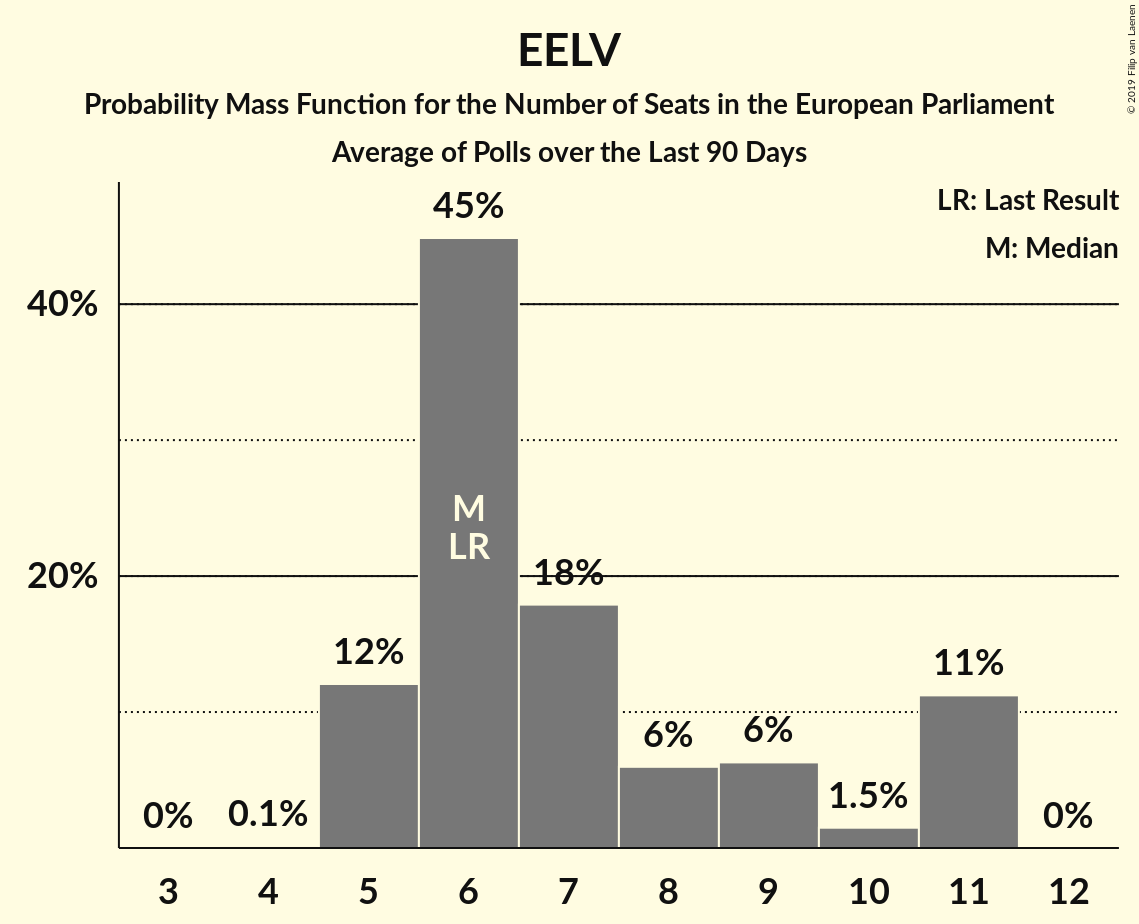 EELV
Probability Mass Function for the Number of Seats in the European Parliament
Average of Polls over the Last 90 Days
© 2019 Filip van Laenen
LR: Last Result
M: Median
45%
40%
M
LR
20%
18%
12%
11%
6%
6%
1.5%
0%
0.1%
0%
3 4 5 6 7 8 9 10 11 12